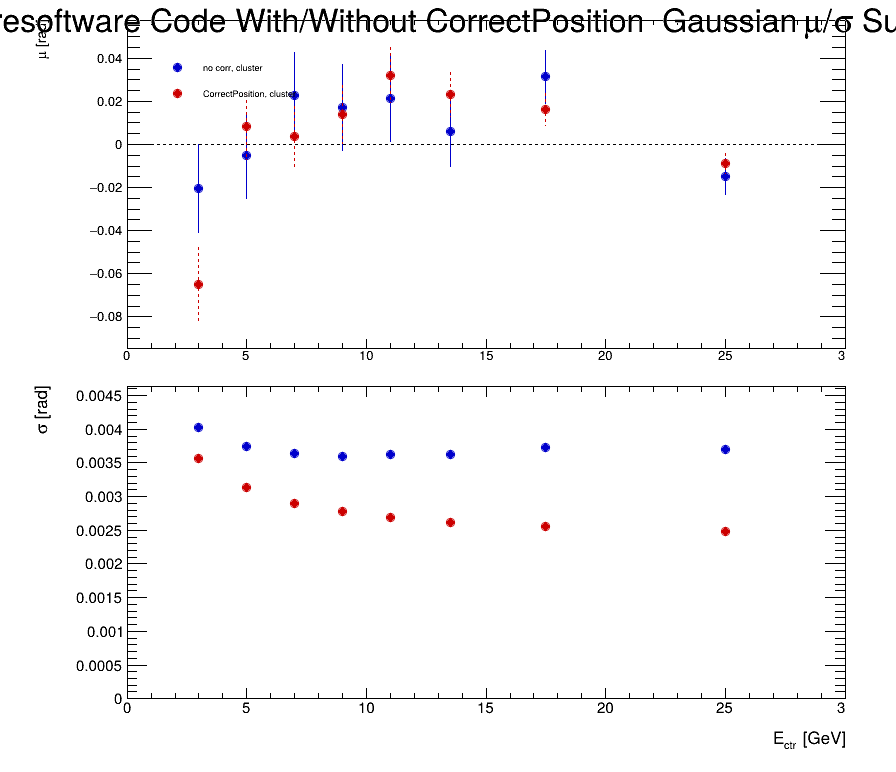 resoftware Code With/Without CorrectPosition  Gaussian μ/σ Su
μ [rad]
0.04
0.02
0
−0.02
−0.04
−0.06
−0.08
no corr, cluster
CorrectPosition, cluster
0 5 10 15 20 25 3
σ [rad]
0.0045
0.004
0.0035
0.003
0.0025
0.002
0.0015
0.001
0.0005
0
0 5 10 15 20 25 3
E_ctr [GeV]